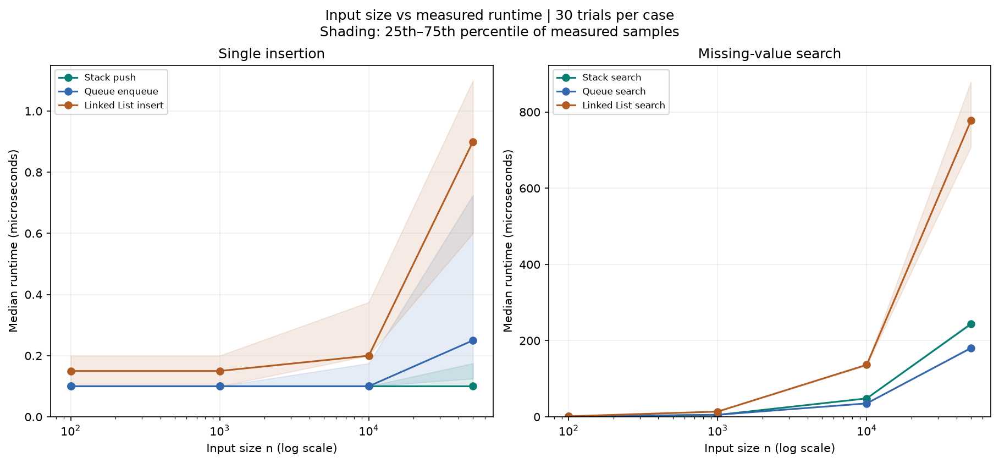 Input size vs measured runtime | 30 trials per case
Shading: 25th–75th percentile of measured samples
Single insertion
Stack push
Queue enqueue
Linked List insert
Median runtime (microseconds)
1.0
0.8
0.6
0.4
0.2
0.0
10²
10³
10⁴
Input size n (log scale)
Missing-value search
Stack search
Queue search
Linked List search
Median runtime (microseconds)
800
600
400
200
0
10²
10³
10⁴
Input size n (log scale)